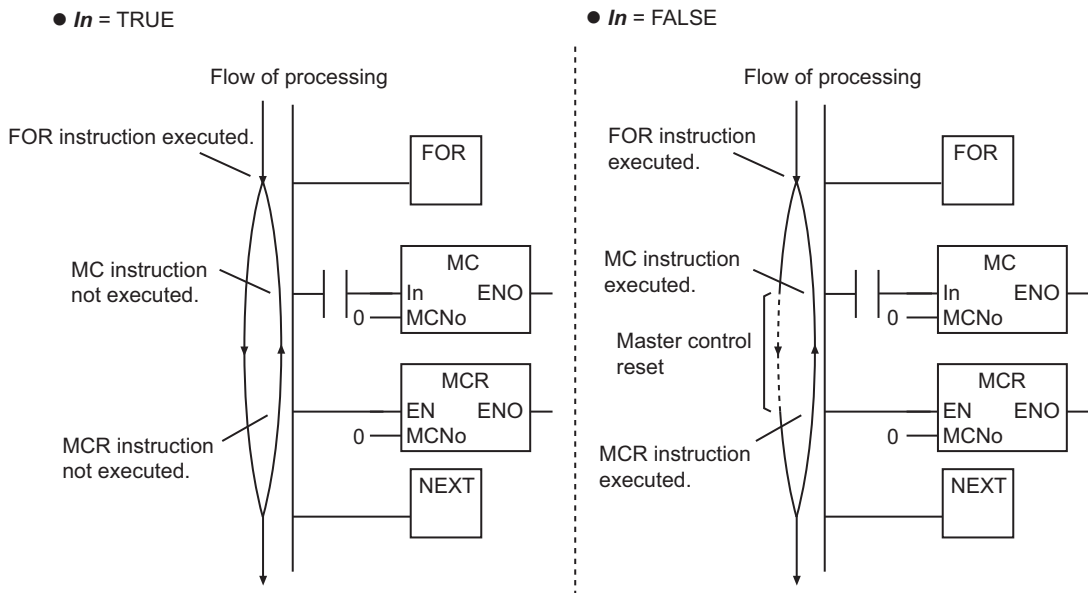 ● In = TRUE
Flow of processing
FOR instruction executed.
FOR
MC instruction
not executed.
MC
In ENO
0 MCNo
MCR
EN ENO
0 MCNo
MCR instruction
not executed.
NEXT
● In = FALSE
Flow of processing
FOR instruction
executed.
FOR
MC instruction
executed.
MC
In ENO
0 MCNo
Master control
reset
MCR
EN ENO
0 MCNo
MCR instruction
executed.
NEXT